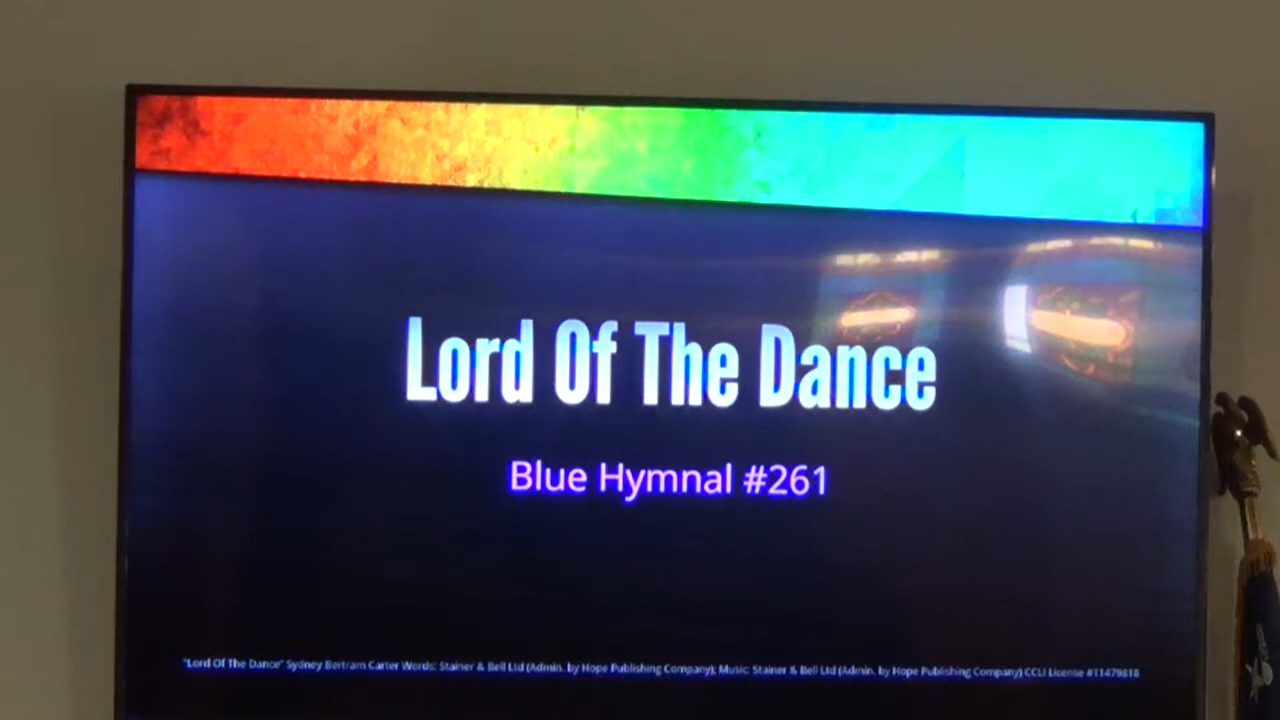 Lord Of The Dance
Blue Hymnal #261
"Lord Of The Dance" Sydney Bertram Carter Words: Stainer & Bell Ltd (Admin. by Hope Publishing Company); Music: Stainer & Bell Ltd (Admin. by Hope Publishing Company) CCLI License #11479818